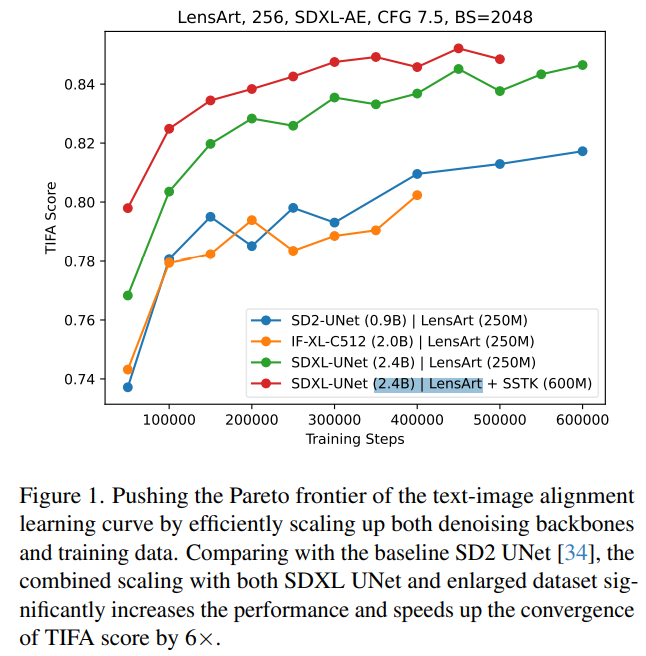 LensArt, 256, SDXL-AE, CFG 7.5, BS=2048
TIFA Score
0.84
0.82
0.80
0.78
0.76
0.74
SD2-UNet (0.9B) | LensArt (250M)
IF-XL-C512 (2.0B) | LensArt (250M)
SDXL-UNet (2.4B) | LensArt (250M)
SDXL-UNet (2.4B) | LensArt + SSTK (600M)
100000 200000 300000 400000 500000 600000
Training Steps
Figure 1. Pushing the Pareto frontier of the text-image alignment
learning curve by efficiently scaling up both denoising backbones
and training data. Comparing with the baseline SD2 UNet [34], the
combined scaling with both SDXL UNet and enlarged dataset sig-
nificantly increases the performance and speeds up the convergence
of TIFA score by 6×.